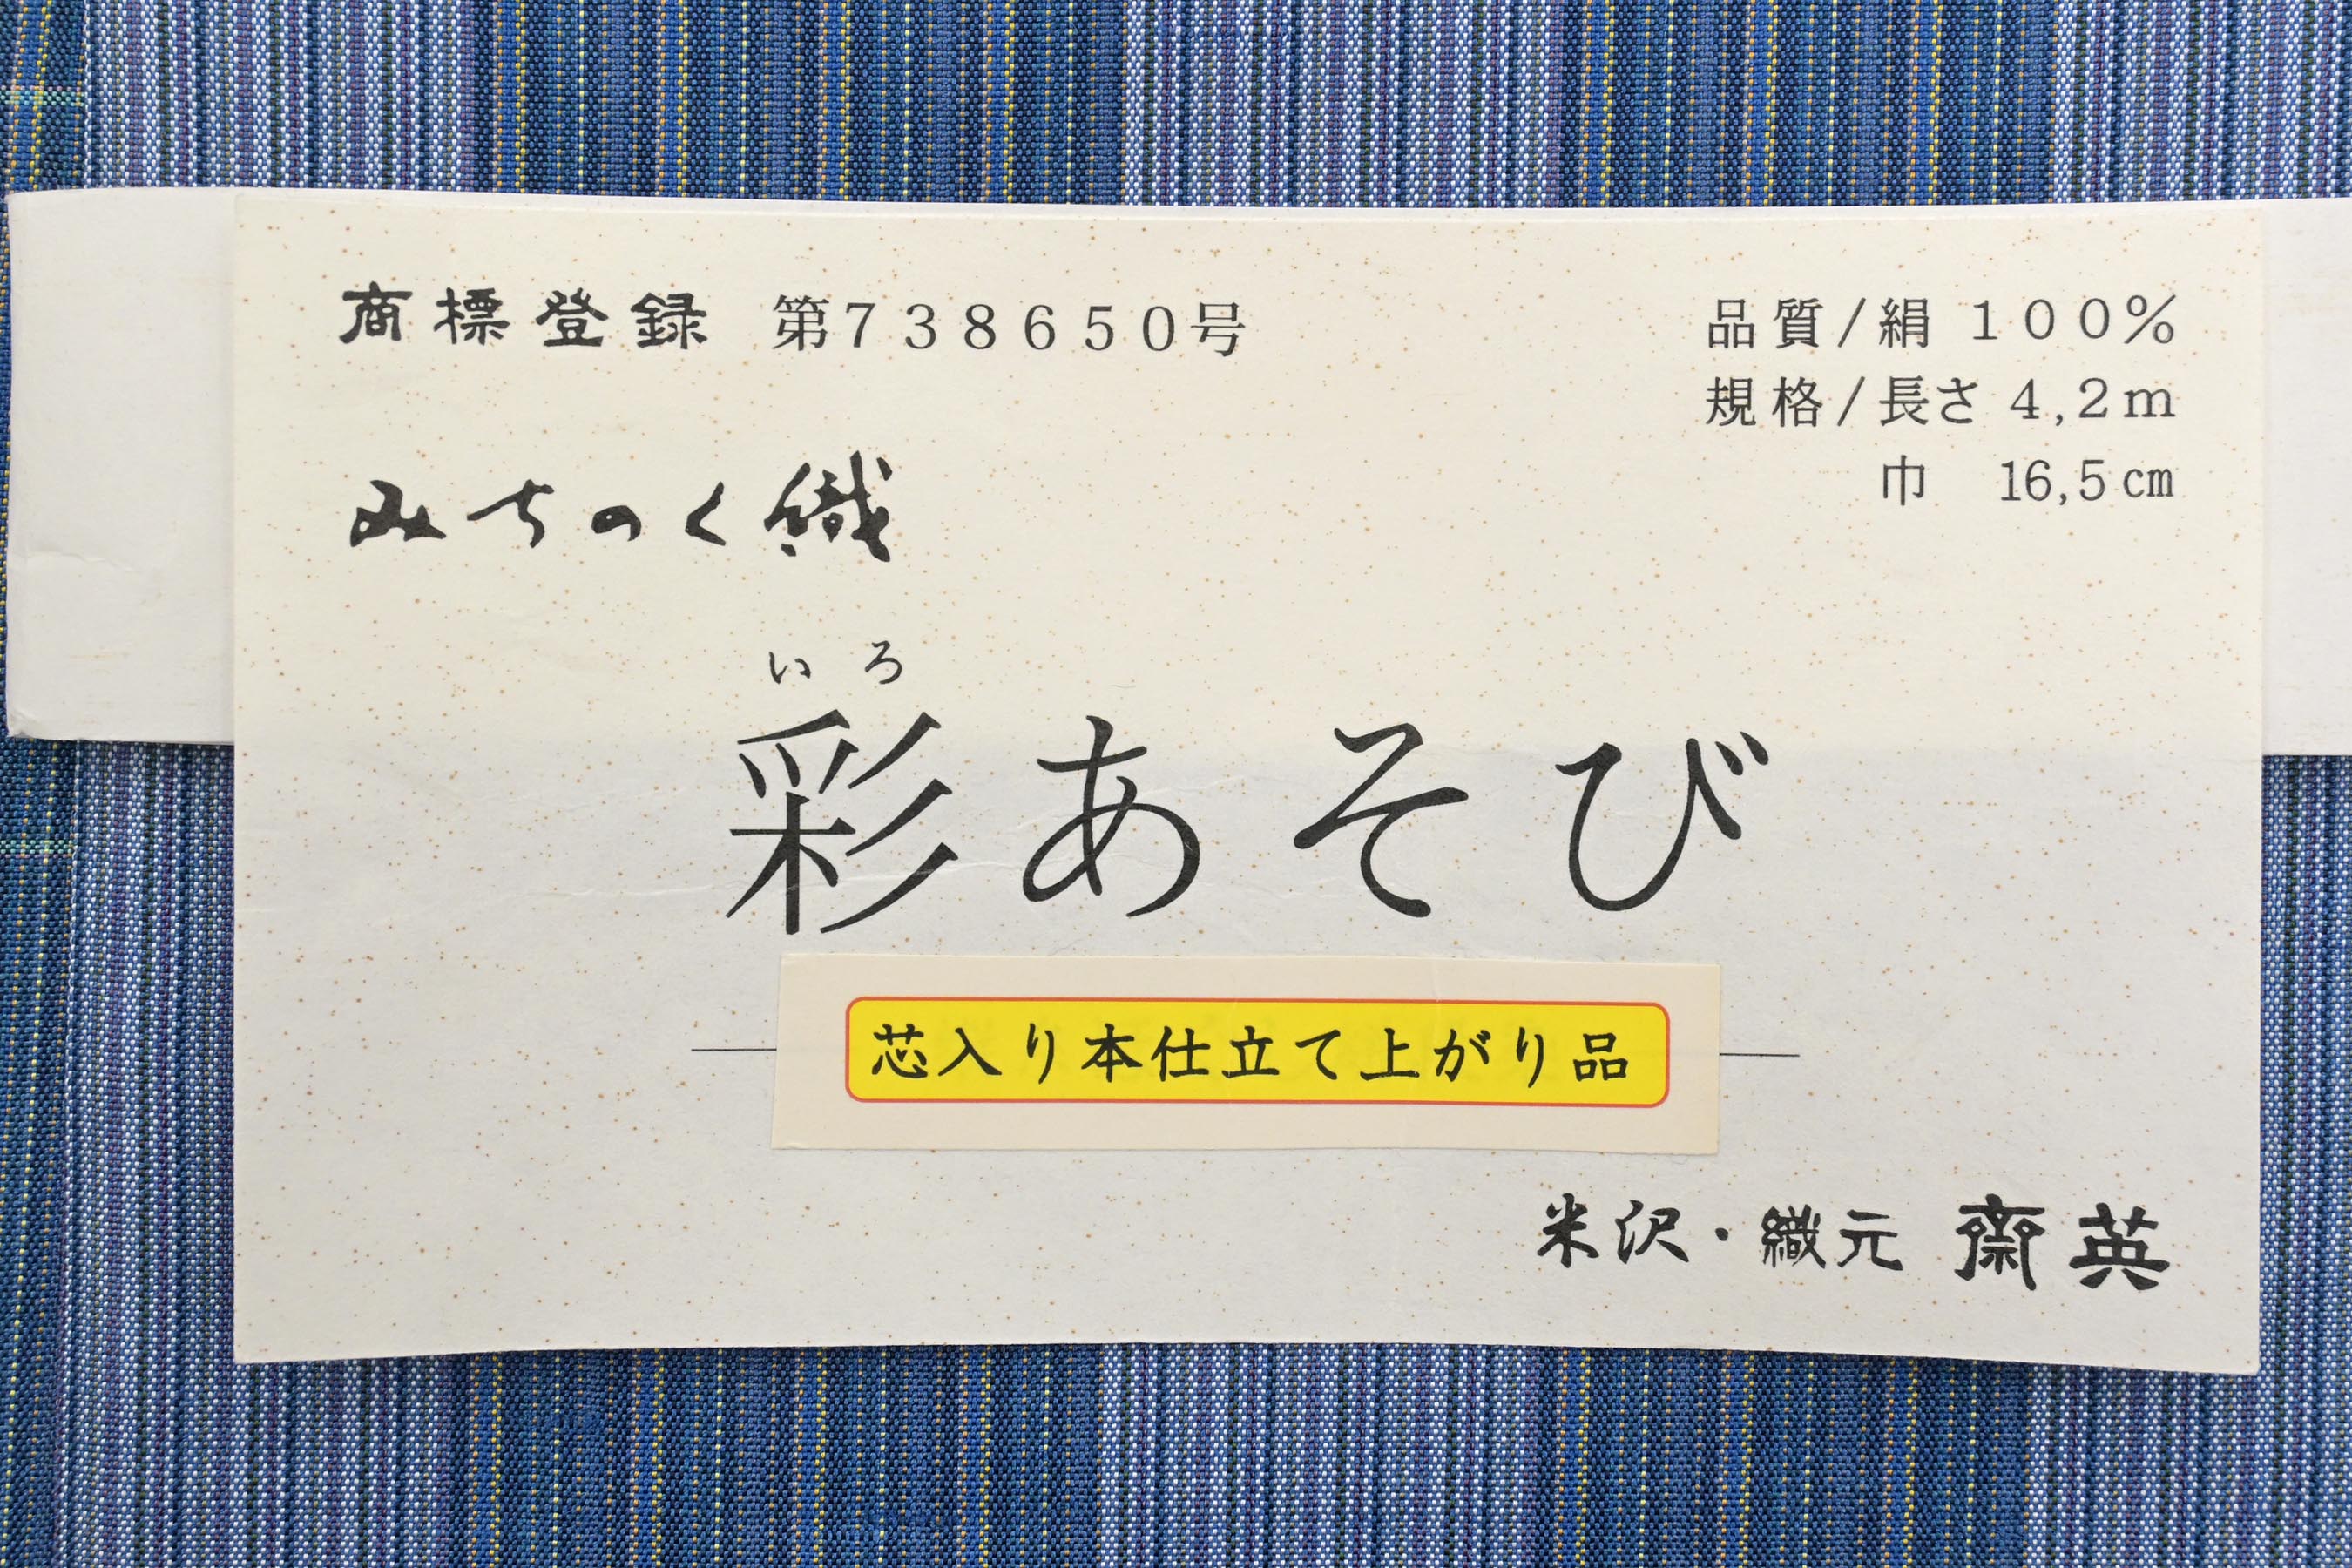 商標登録 第738650号
品質/絹 100%
規格/長さ 4,2m
巾 16,5cm
みちのく織
いろ
彩あそび
芯入り本仕立て上がり品
米沢・織元 齋英